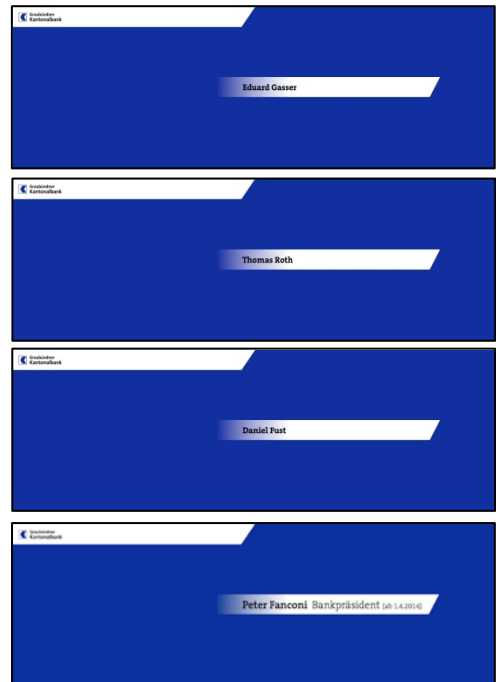 Graubündner
Kantonalbank
Eduard Gasser
Graubündner
Kantonalbank
Thomas Roth
Graubündner
Kantonalbank
Daniel Fust
Graubündner
Kantonalbank
Peter Fanconi Bankpräsident (ab 1.4.2014)